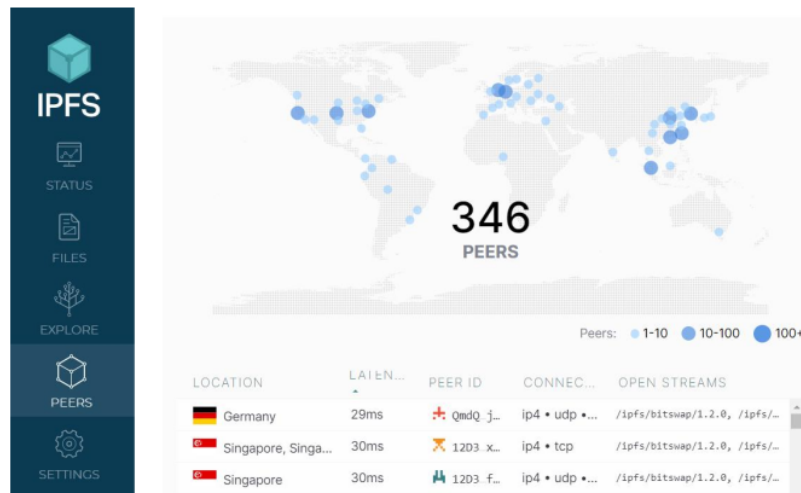 IPFS
STATUS
FILES
EXPLORE
PEERS
SETTINGS
346
PEERS
Peers: 1-10 10-100 100+
LOCATION LATEN... PEER ID CONNEC... OPEN STREAMS
Germany 29ms QmdQ j… ip4 • udp •… /ipfs/bitswap/1.2.0, /ipfs/…
Singapore, Singa… 30ms 12D3 x… ip4 • tcp /ipfs/bitswap/1.2.0, /ipfs/…
Singapore 30ms 12D3 f… ip4 • udp •… /ipfs/bitswap/1.2.0, /ipfs/…